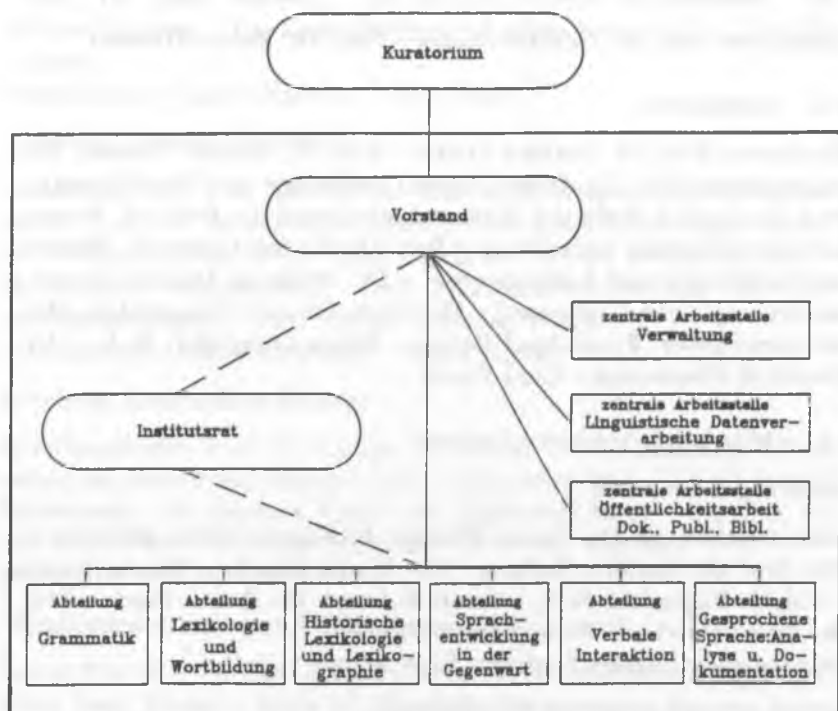 Kuratorium
Vorstand
zentrale Arbeitsstelle
Verwaltung
zentrale Arbeitsstelle
Linguistische Datenver-
arbeitung
Institutsrat
zentrale Arbeitsstelle
Öffentlichkeitsarbeit
Dok., Publ., Bibl.
Abteilung
Grammatik
Abteilung
Lexikologie
und
Wortbildung
Abteilung
Historische
Lexikologie
und Lexiko-
graphie
Abteilung
Sprach-
entwicklung
in der
Gegenwart
Abteilung
Verbale
Interaktion
Abteilung
Gesprochene
Sprache:Ana-
lyse u. Do-
kumentation